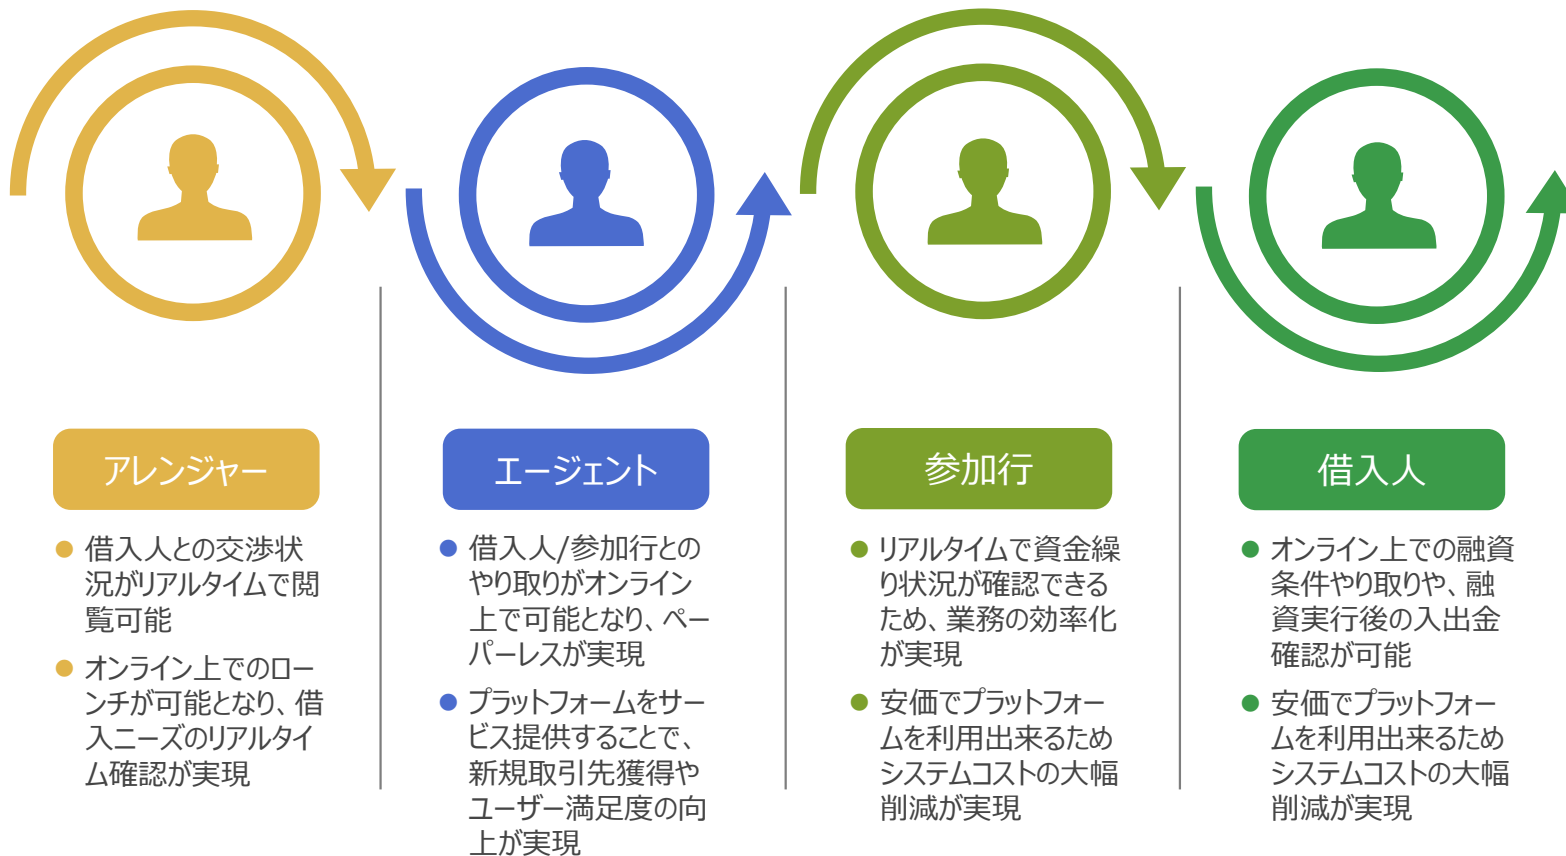 アレンジャー
● 借入人との交渉状
況がリアルタイムで閲
覧可能
● オンライン上でのロー
ンチが可能となり、借
入ニーズのリアルタイ
ム確認が実現
エージェント
● 借入人/参加行との
やり取りがオンライン
上で可能となり、ペー
パーレスが実現
● プラットフォームをサー
ビス提供することで、
新規取引先獲得や
ユーザー満足度の向
上が実現
参加行
● リアルタイムで資金繰
り状況が確認できる
ため、業務の効率化
が実現
● 安価でプラットフォー
ムを利用出来るため
システムコストの大幅
削減が実現
借入人
● オンライン上での融資
条件やり取りや、融
資実行後の入出金
確認が可能
● 安価でプラットフォー
ムを利用出来るため
システムコストの大幅
削減が実現